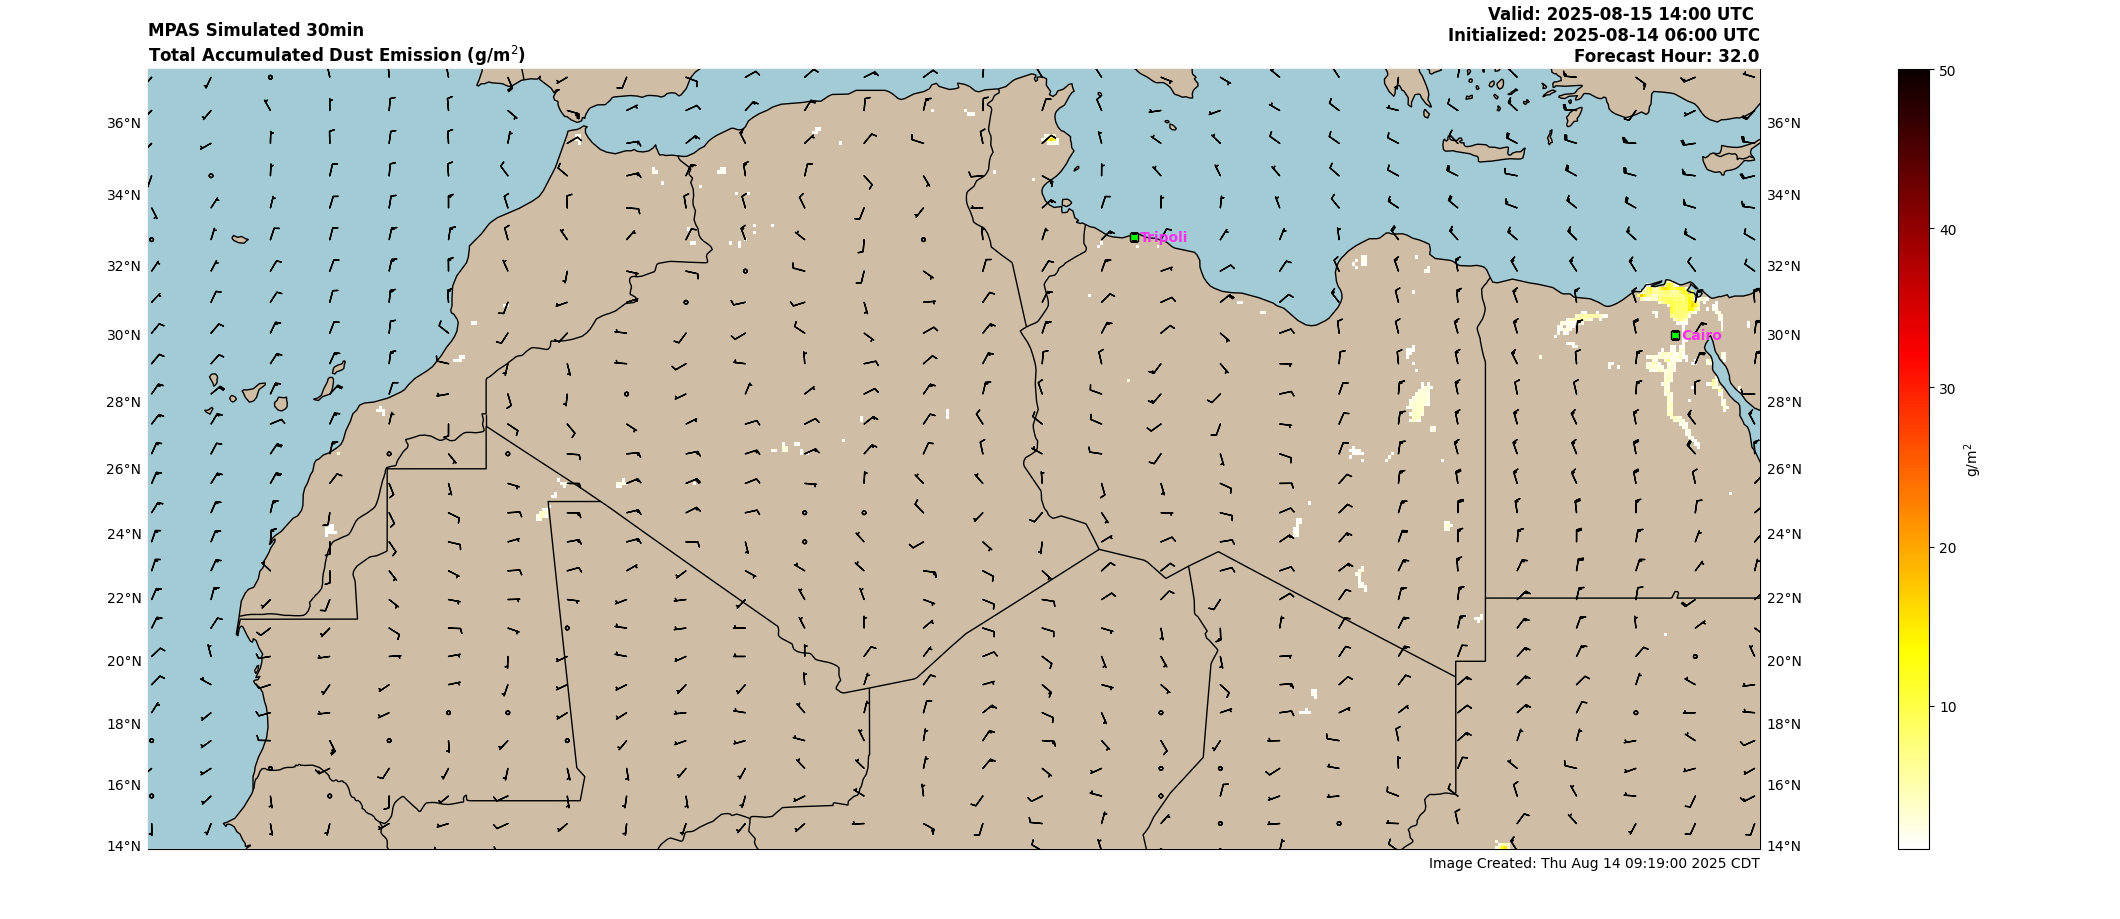 MPAS Simulated 30min
Total Accumulated Dust Emission (g/m²)
Valid: 2025-08-15 14:00 UTC
Initialized: 2025-08-14 06:00 UTC
Forecast Hour: 32.0
36°N
34°N
32°N
30°N
28°N
26°N
24°N
22°N
20°N
18°N
16°N
14°N
Tripoli
Cairo
36°N
34°N
32°N
30°N
28°N
26°N
24°N
22°N
20°N
18°N
16°N
14°N
50
40
30
20
10
g/m²
Image Created: Thu Aug 14 09:19:00 2025 CDT